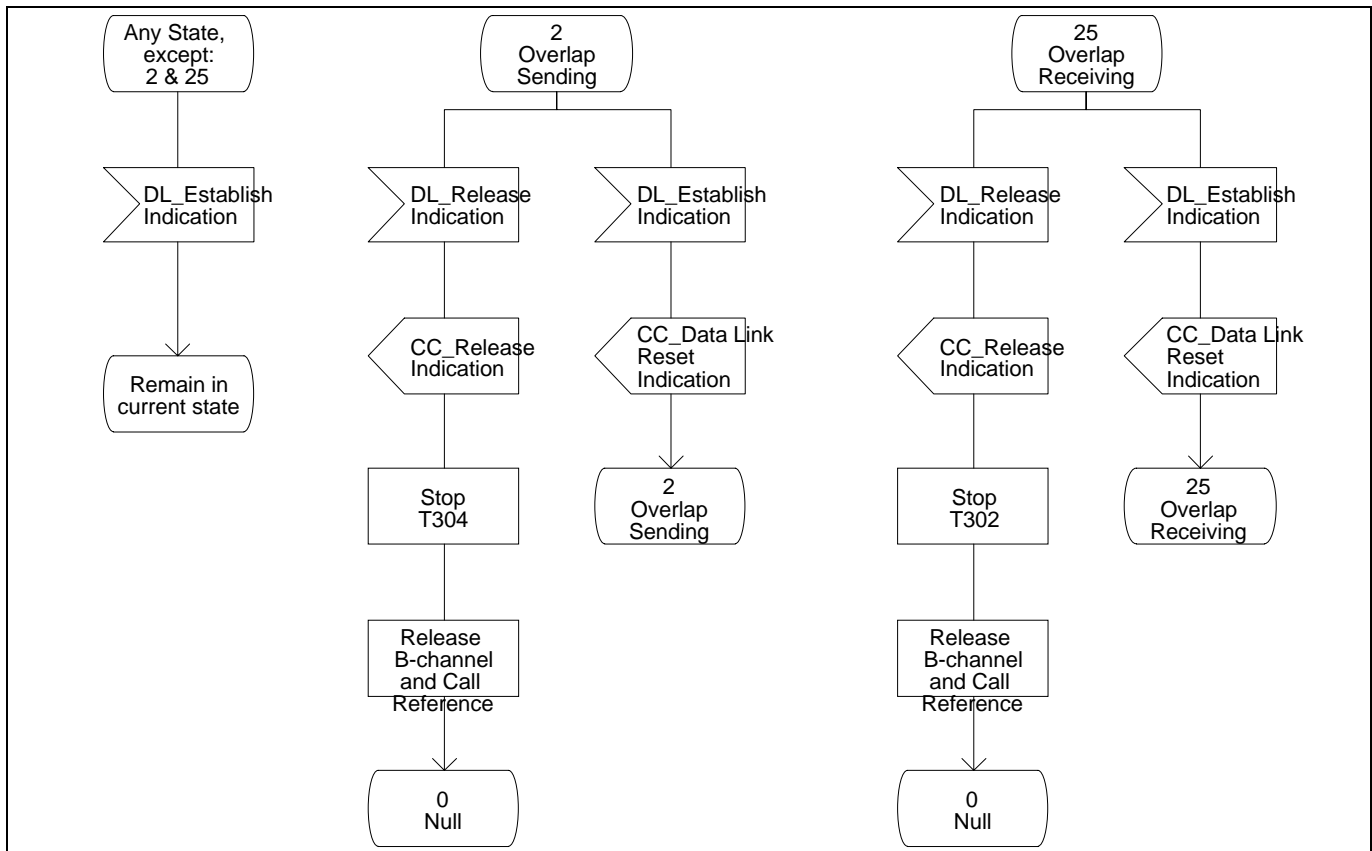 Any State,
except:
2 & 25
DL_Establish
Indication
Remain in
current state
2
Overlap
Sending
DL_Release
Indication
CC_Release
Indication
Stop
T304
Release
B-channel
and Call
Reference
0
Null
DL_Establish
Indication
CC_Data Link
Reset
Indication
2
Overlap
Sending
25
Overlap
Receiving
DL_Release
Indication
CC_Release
Indication
Stop
T302
Release
B-channel
and Call
Reference
0
Null
DL_Establish
Indication
CC_Data Link
Reset
Indication
25
Overlap
Receiving